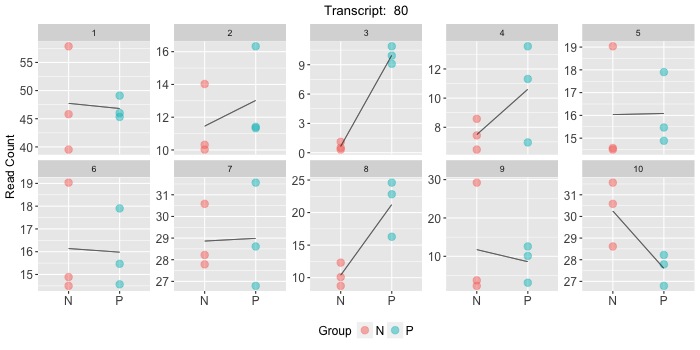 Transcript: 80
1 2 3 4 5
55 50 45 40
16 14 12 10
9 6 3 0
12 8
19 18 17 16 15
6 7 8 9 10
19 18 17 16 15
31 30 29 28 27
25 20 15 10
30 20 10
31 30 29 28 27
N P N P N P N P N P
Read Count
Group N P